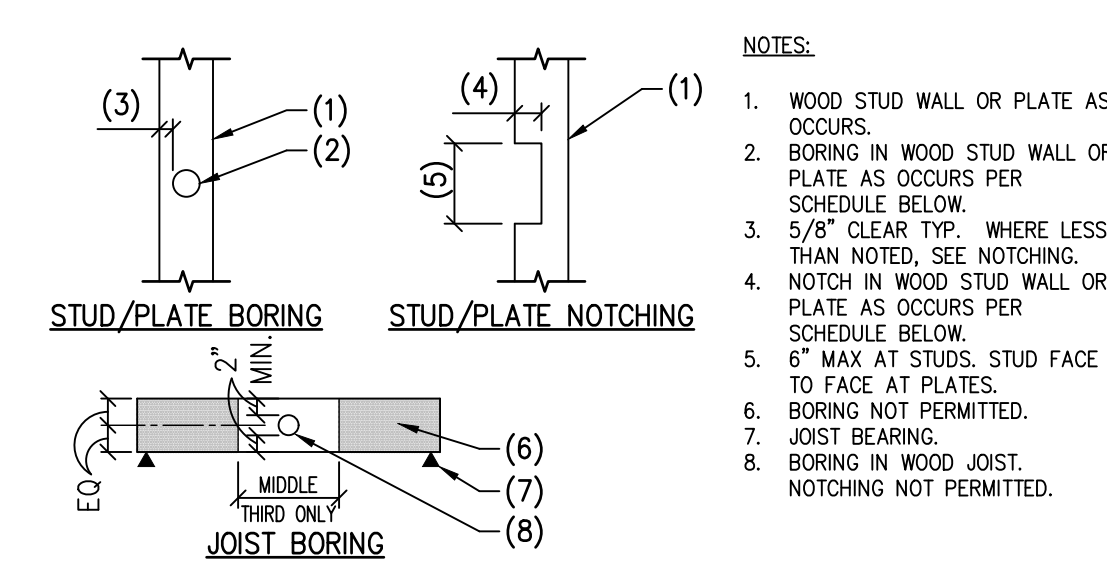 (3)
(1)
(2)
STUD/PLATE BORING
(4)
(1)
(5)
STUD/PLATE NOTCHING
2"
MIN.
EQ
MIDDLE
THIRD ONLY
(6)
(7)
(8)
JOIST BORING
NOTES:
1. WOOD STUD WALL OR PLATE AS
OCCURS.
2. BORING IN WOOD STUD WALL OR
PLATE AS OCCURS PER
SCHEDULE BELOW.
3. 5/8" CLEAR TYP. WHERE LESS
THAN NOTED, SEE NOTCHING.
4. NOTCH IN WOOD STUD WALL OR
PLATE AS OCCURS PER
SCHEDULE BELOW.
5. 6" MAX AT STUDS. STUD FACE
TO FACE AT PLATES.
6. BORING NOT PERMITTED.
7. JOIST BEARING.
8. BORING IN WOOD JOIST.
NOTCHING NOT PERMITTED.